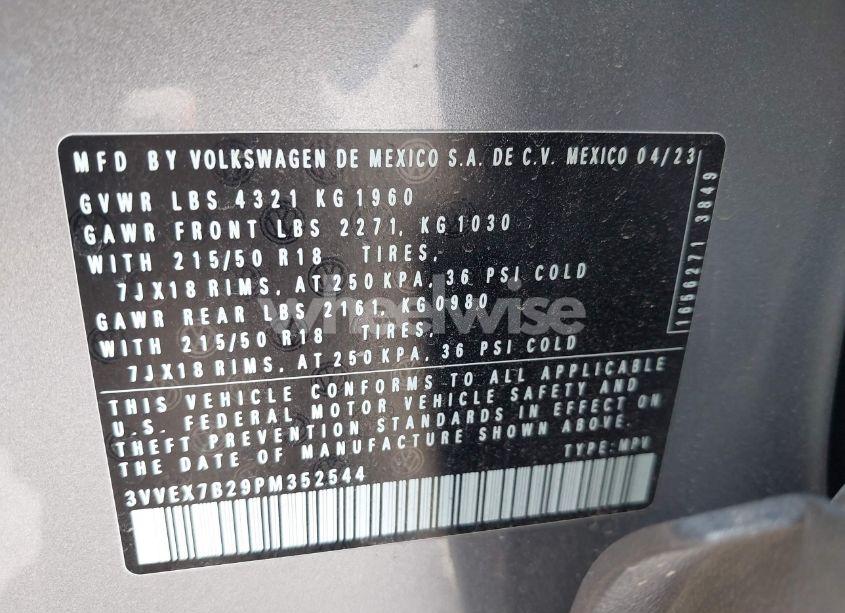 MFD BY VOLKSWAGEN DE MEXICO S.A. DE C.V. MEXICO 04/23
GVWR LBS 4321 KG 1960
GAWR FRONT LBS 2271, KG 1030
WITH 215/50 R18 TIRES,
7JX18 RIMS, AT 250 KPA, 36 PSI COLD
GAWR REAR LBS 2161, KG 0980
WITH 215/50 R18 TIRES,
7JX18 RIMS, AT 250 KPA, 36 PSI COLD
THIS VEHICLE CONFORMS TO ALL APPLICABLE
U.S. FEDERAL MOTOR VEHICLE SAFETY AND
THEFT PREVENTION STANDARDS IN EFFECT ON
THE DATE OF MANUFACTURE SHOWN ABOVE.
TYPE: MPV
3VVEX7B29PM352544
1656271 3849
wheelwise